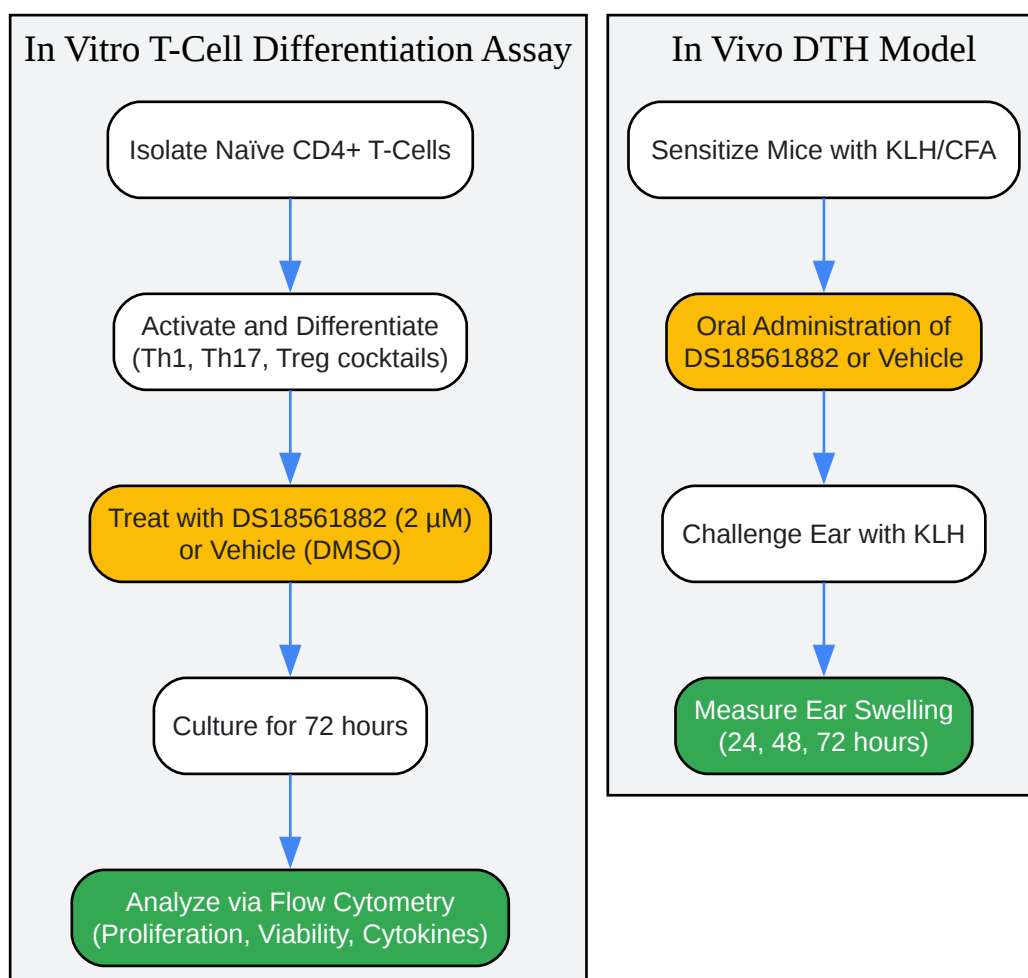 In Vitro T-Cell Differentiation Assay
Isolate Naïve CD4+ T-Cells
Activate and Differentiate
(Th1, Th17, Treg cocktails)
Treat with DS18561882 (2 µM)
or Vehicle (DMSO)
Culture for 72 hours
Analyze via Flow Cytometry
(Proliferation, Viability, Cytokines)
In Vivo DTH Model
Sensitize Mice with KLH/CFA
Oral Administration of
DS18561882 or Vehicle
Challenge Ear with KLH
Measure Ear Swelling
(24, 48, 72 hours)